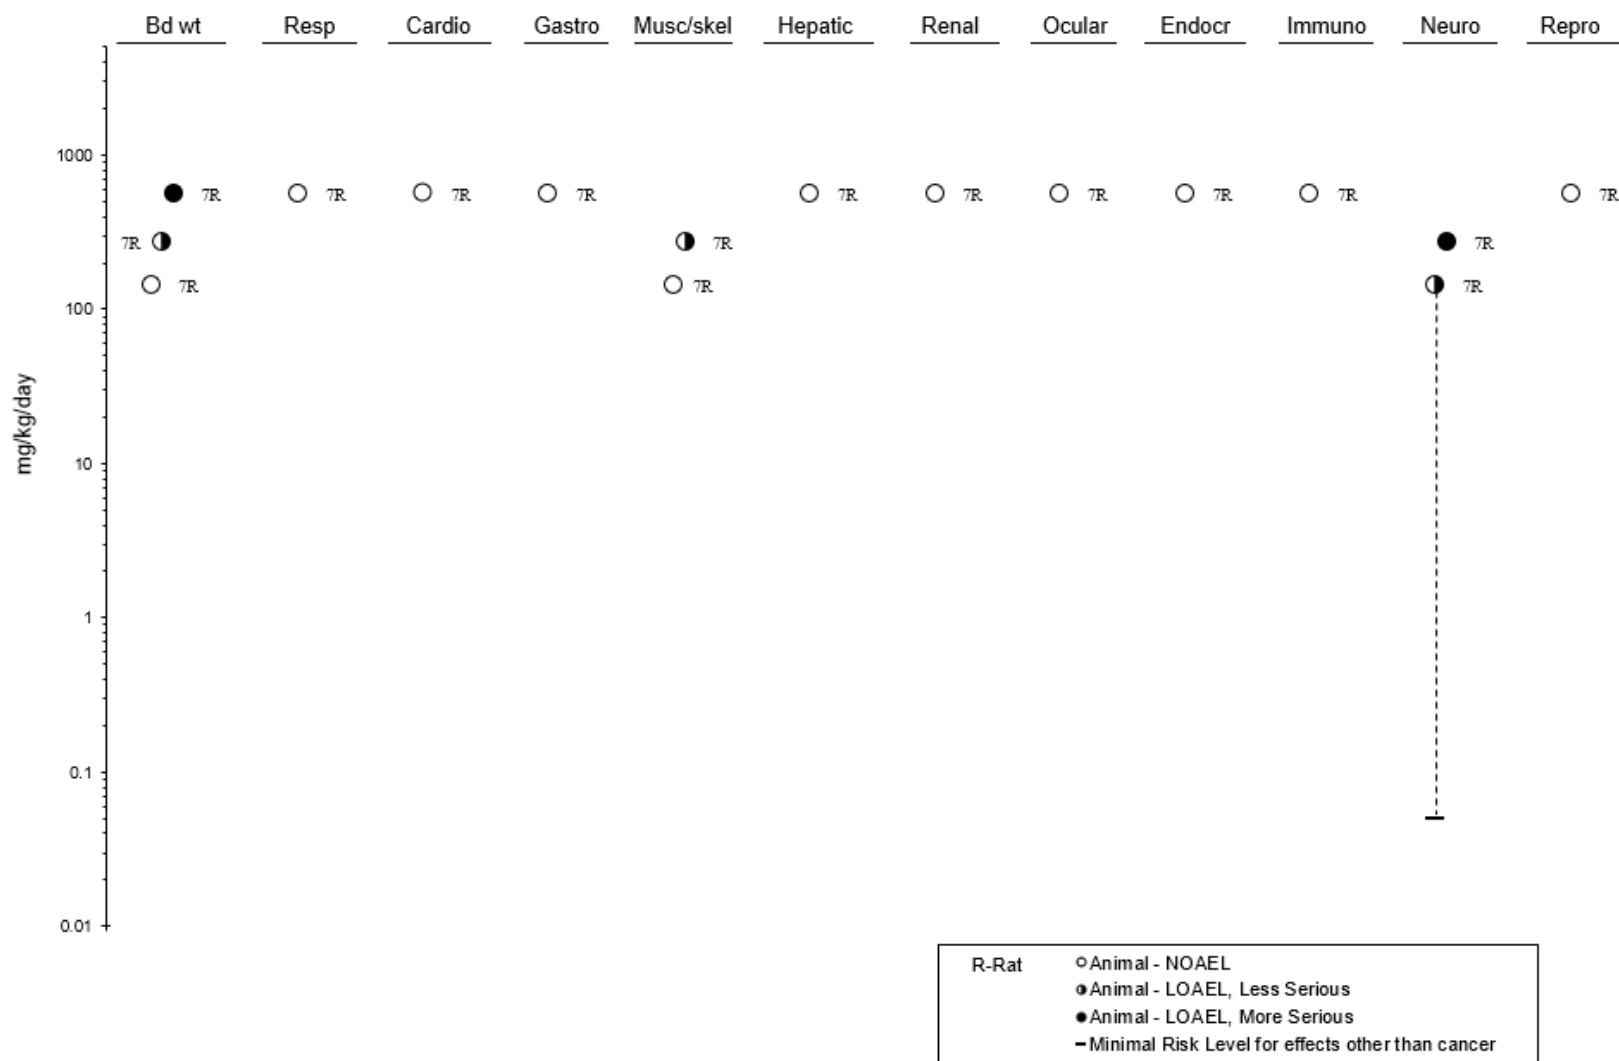 Bd wt Resp Cardio Gastro Musc/skel Hepatic Renal Ocular Endocr Immuno Neuro Repro
1000
7R 7R 7R 7R 7R 7R 7R 7R 7R 7R
7R 7R 7R
7R 7R 7R
100
mg/kg/day
10
1
0.1
0.01
R-Rat Animal - NOAEL
Animal - LOAEL, Less Serious
Animal - LOAEL, More Serious
Minimal Risk Level for effects other than cancer